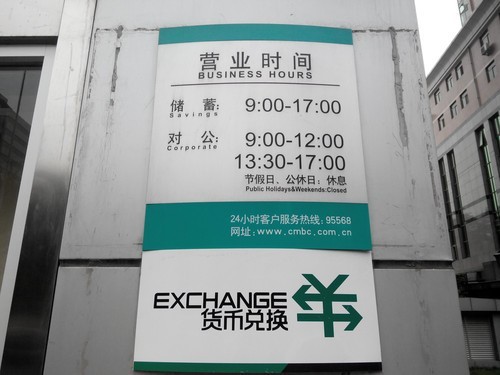 营业时间
BUSINESS HOURS
储 蓄: 9:00-17:00
Savings
对 公: 9:00-12:00
Corporate
13:30-17:00
节假日、公休日：休息
Public Holidays&Weekends:Closed
24小时客户服务热线: 95568
网址: www.cmbc.com.cn
EXCHANGE
货币兑换